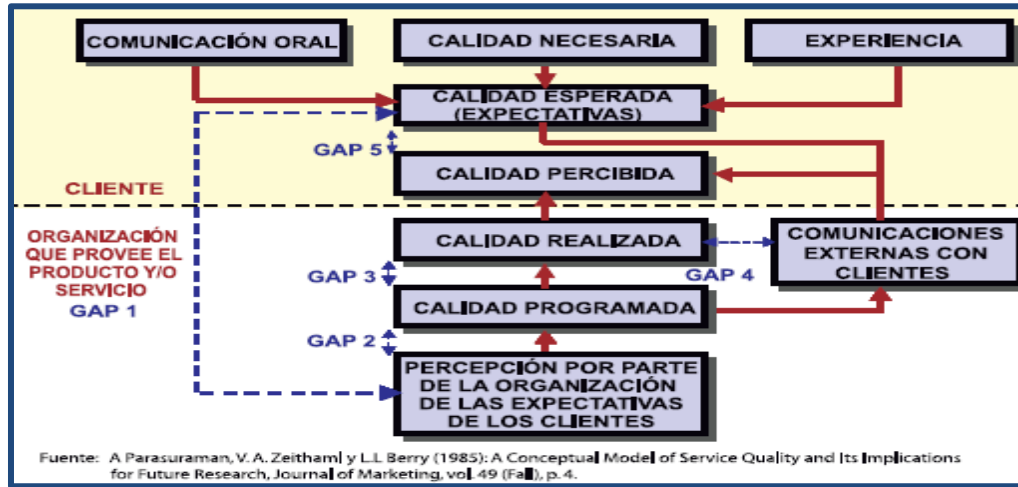 COMUNICACIÓN ORAL
CALIDAD NECESARIA
EXPERIENCIA
CALIDAD ESPERADA
(EXPECTATIVAS)
GAP 5
CALIDAD PERCIBIDA
CLIENTE
ORGANIZACIÓN
QUE PROVEE EL
PRODUCTO Y/O
SERVICIO
GAP 1
CALIDAD REALIZADA
COMUNICACIONES
EXTERNAS CON
CLIENTES
GAP 3
GAP 4
CALIDAD PROGRAMADA
GAP 2
PERCEPCIÓN POR PARTE
DE LA ORGANIZACIÓN
DE LAS EXPECTATIVAS
DE LOS CLIENTES
Fuente: A Parasuraman, V. A. Zeithaml y L.L Berry (1985): A Conceptual Model of Service Quality and Its Implications
for Future Research, Journal of Marketing, vol. 49 (Fall), p. 4.